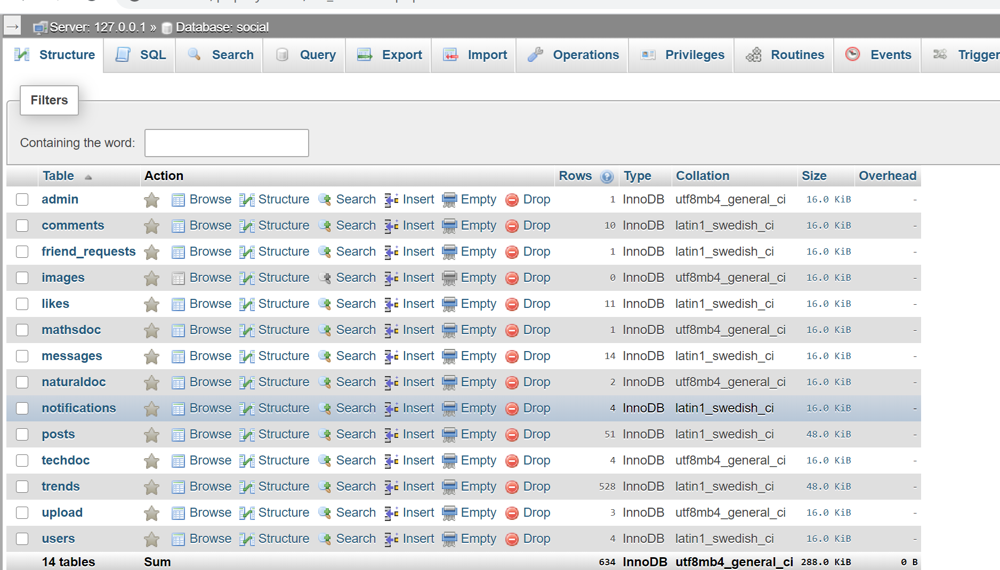 Server: 127.0.0.1 » Database: social
Structure SQL Search Query Export Import Operations Privileges Routines Events Trigger
Filters
Containing the word:
Table Action Rows Type Collation Size Overhead
admin Browse Structure Search Insert Empty Drop 1 InnoDB utf8mb4_general_ci 16.0 KiB -
comments Browse Structure Search Insert Empty Drop 10 InnoDB latin1_swedish_ci 16.0 KiB -
friend_requests Browse Structure Search Insert Empty Drop 1 InnoDB latin1_swedish_ci 16.0 KiB -
images Browse Structure Search Insert Empty Drop 0 InnoDB utf8mb4_general_ci 16.0 KiB -
likes Browse Structure Search Insert Empty Drop 11 InnoDB latin1_swedish_ci 16.0 KiB -
mathsdoc Browse Structure Search Insert Empty Drop 1 InnoDB utf8mb4_general_ci 16.0 KiB -
messages Browse Structure Search Insert Empty Drop 14 InnoDB latin1_swedish_ci 16.0 KiB -
naturaldoc Browse Structure Search Insert Empty Drop 2 InnoDB utf8mb4_general_ci 16.0 KiB -
notifications Browse Structure Search Insert Empty Drop 4 InnoDB latin1_swedish_ci 16.0 KiB -
posts Browse Structure Search Insert Empty Drop 51 InnoDB latin1_swedish_ci 48.0 KiB -
techdoc Browse Structure Search Insert Empty Drop 4 InnoDB utf8mb4_general_ci 16.0 KiB -
trends Browse Structure Search Insert Empty Drop 528 InnoDB latin1_swedish_ci 48.0 KiB -
upload Browse Structure Search Insert Empty Drop 3 InnoDB utf8mb4_general_ci 16.0 KiB -
users Browse Structure Search Insert Empty Drop 4 InnoDB latin1_swedish_ci 16.0 KiB -
14 tables Sum 634 InnoDB utf8mb4_general_ci 288.0 KiB 0 B